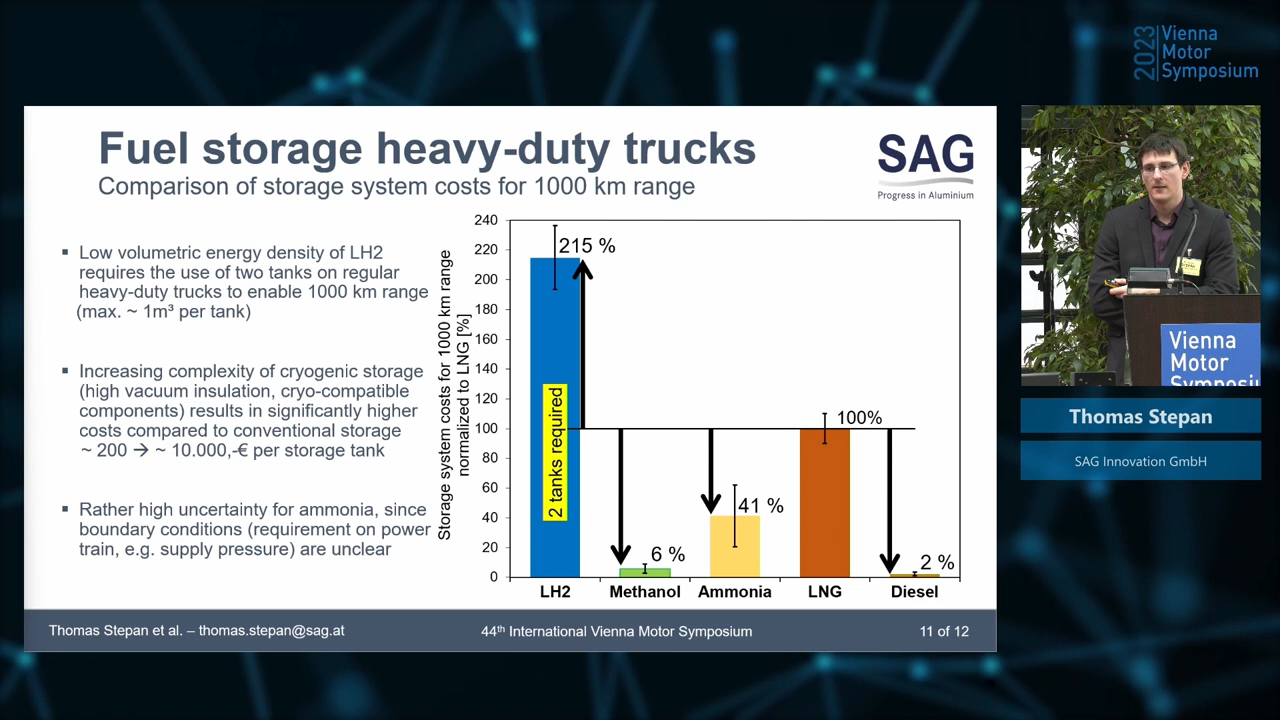 2023
Vienna
Motor
Symposium
Fuel storage heavy-duty trucks
Comparison of storage system costs for 1000 km range
SAG
Progress in Aluminium
▪ Low volumetric energy density of LH2
requires the use of two tanks on regular
heavy-duty trucks to enable 1000 km range
(max. ~ 1m³ per tank)
▪ Increasing complexity of cryogenic storage
(high vacuum insulation, cryo-compatible
components) results in significantly higher
costs compared to conventional storage
~ 200 → ~ 10.000,-€ per storage tank
▪ Rather high uncertainty for ammonia, since
boundary conditions (requirement on power
train, e.g. supply pressure) are unclear
Storage system costs for 1000 km range
normalized to LNG [%]
240
220
200
180
160
140
120
100
80
60
40
20
0
215 %
2 tanks required
6 %
41 %
100%
2 %
LH2
Methanol
Ammonia
LNG
Diesel
Thomas Stepan et al. – thomas.stepan@sag.at
44th International Vienna Motor Symposium
11 of 12
Vienna
Motor
Symposiu
Thomas Stepan
SAG Innovation GmbH